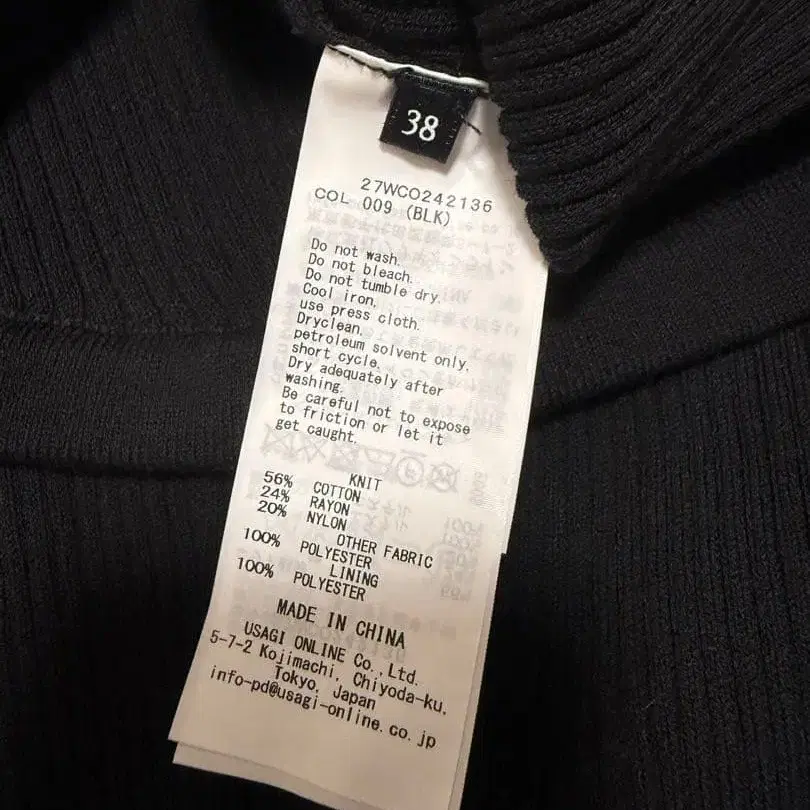 38
27WCO242136
COL 009 (BLK)
Do not wash.
Do not bleach.
Do not tumble dry.
Cool iron,
use press cloth.
Dryclean,
petroleum solvent only,
short cycle.
Dry adequately after
washing.
Be careful not to expose
to friction or let it
get caught.
KNIT
56% COTTON
24% RAYON
20% NYLON
OTHER FABRIC
100% POLYESTER
LINING
100% POLYESTER
MADE IN CHINA
USAGI ONLINE Co.,Ltd.
5-7-2 Kojimachi, Chiyoda-ku,
Tokyo, Japan
info-pd@usagi-online.co.jp